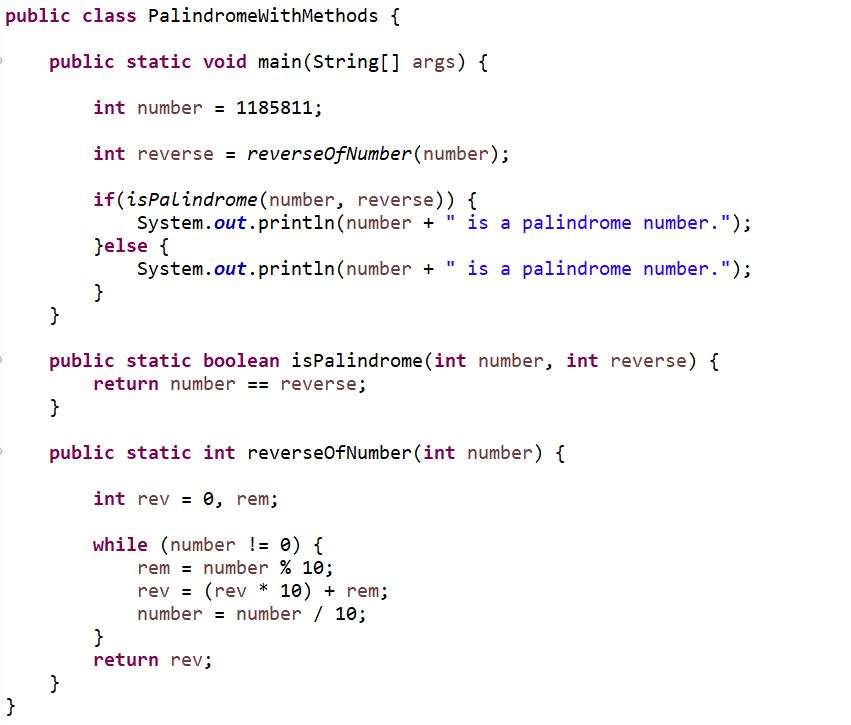 public class PalindromeWithMethods {
public static void main(String[] args) {
int number = 1185811;
int reverse = reverseOfNumber(number);
if(isPalindrome(number, reverse)) {
System.out.println(number + " is a palindrome number.");
}else {
System.out.println(number + " is a palindrome number.");
}
}
public static boolean isPalindrome(int number, int reverse) {
return number == reverse;
}
public static int reverseOfNumber(int number) {
int rev = 0, rem;
while (number != 0) {
rem = number % 10;
rev = (rev * 10) + rem;
number = number / 10;
}
return rev;
}
}